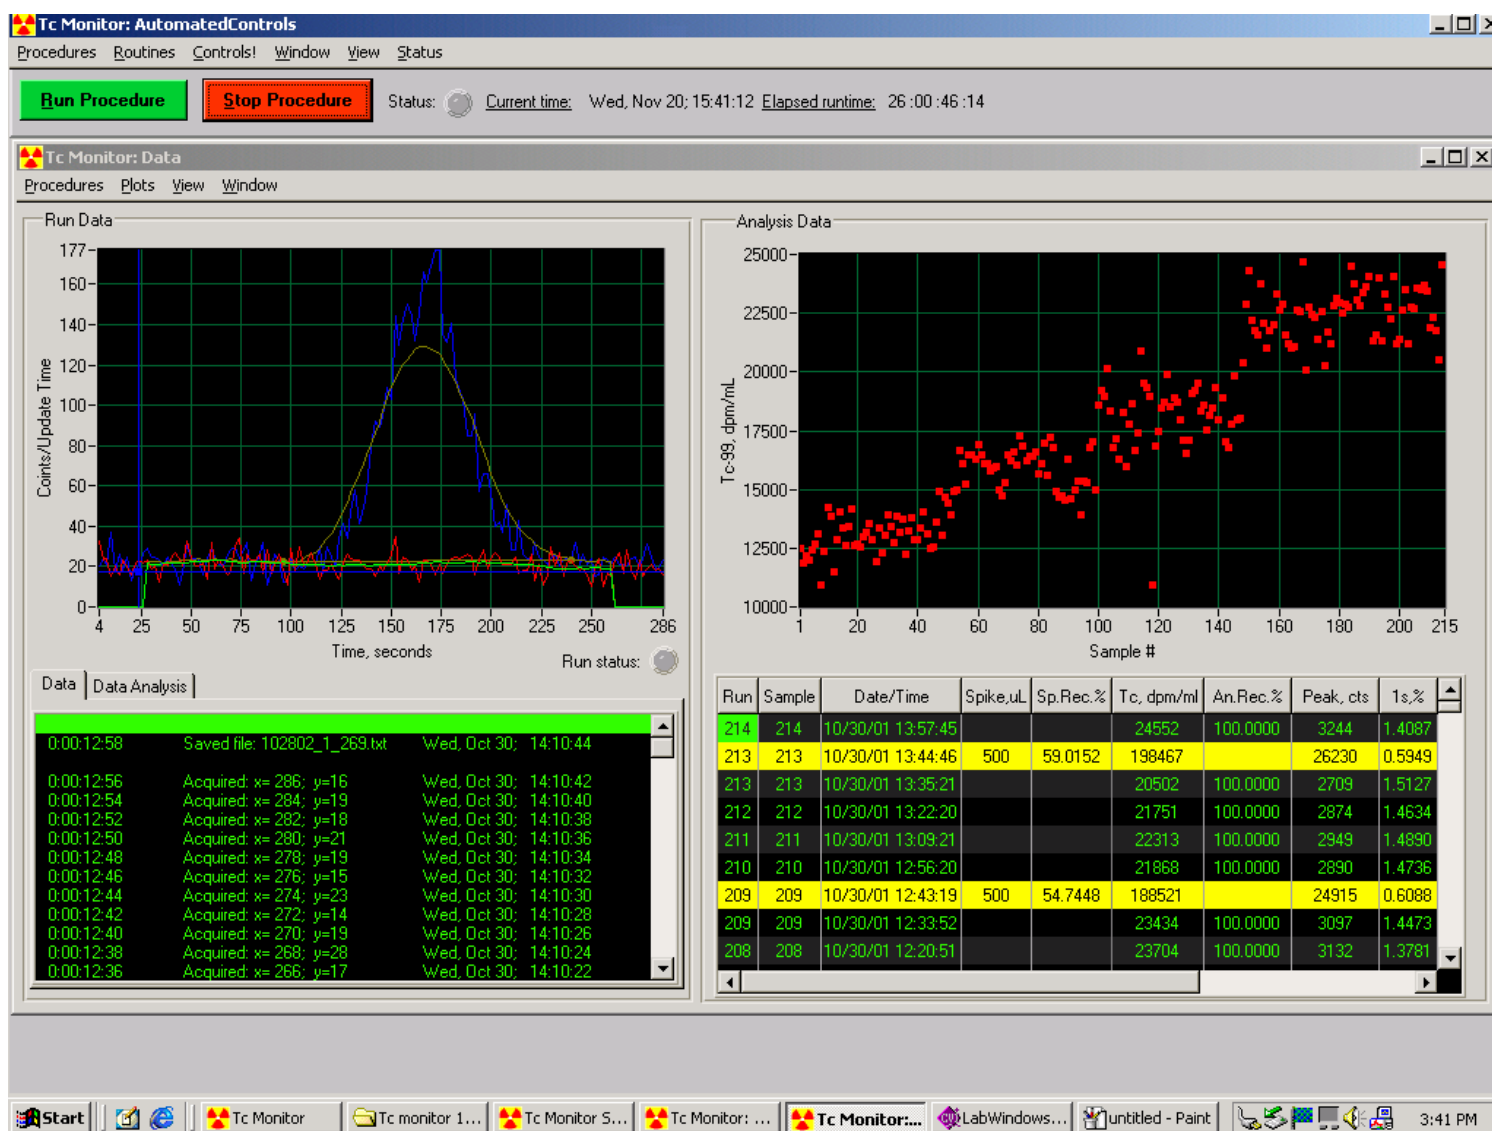 Tc Monitor: AutomatedControls
Procedures Routines Controls! Window View Status
Run Procedure Stop Procedure Status: Current time: Wed, Nov 20; 15:41:12 Elapsed runtime: 26:00:46:14
Tc Monitor: Data
Procedures Plots View Window
Run Data
177
160
140
120
100
80
60
40
20
0
Coints/Update Time
4 25 50 75 100 125 150 175 200 225 250 286
Time, seconds
Run status:
Data Data Analysis
0:00:12:58 Saved file: 102802_1_269.txt Wed, Oct 30; 14:10:44
0:00:12:56 Acquired: x= 286; y=16 Wed, Oct 30; 14:10:42
0:00:12:54 Acquired: x= 284; y=19 Wed, Oct 30; 14:10:40
0:00:12:52 Acquired: x= 282; y=18 Wed, Oct 30; 14:10:38
0:00:12:50 Acquired: x= 280; y=21 Wed, Oct 30; 14:10:36
0:00:12:48 Acquired: x= 278; y=19 Wed, Oct 30; 14:10:34
0:00:12:46 Acquired: x= 276; y=15 Wed, Oct 30; 14:10:32
0:00:12:44 Acquired: x= 274; y=23 Wed, Oct 30; 14:10:30
0:00:12:42 Acquired: x= 272; y=14 Wed, Oct 30; 14:10:28
0:00:12:40 Acquired: x= 270; y=19 Wed, Oct 30; 14:10:26
0:00:12:38 Acquired: x= 268; y=28 Wed, Oct 30; 14:10:24
0:00:12:36 Acquired: x= 266; y=17 Wed, Oct 30; 14:10:22
Analysis Data
25000
22500
20000
17500
15000
12500
10000
Tc-99, dpm/mL
1 20 40 60 80 100 120 140 160 180 200 215
Sample #
Run Sample Date/Time Spike,uL Sp.Rec.% Tc, dpm/ml An.Rec.% Peak, cts 1s,%
214 214 10/30/01 13:57:45 24552 100.0000 3244 1.4087
213 213 10/30/01 13:44:46 500 59.0152 198467 26230 0.5949
213 213 10/30/01 13:35:21 20502 100.0000 2709 1.5127
212 212 10/30/01 13:22:20 21751 100.0000 2874 1.4634
211 211 10/30/01 13:09:21 22313 100.0000 2949 1.4890
210 210 10/30/01 12:56:20 21868 100.0000 2890 1.4736
209 209 10/30/01 12:43:19 500 54.7448 188521 24915 0.6088
209 209 10/30/01 12:33:52 23434 100.0000 3097 1.4473
208 208 10/30/01 12:20:51 23704 100.0000 3132 1.3781
Start Tc Monitor Tc monitor 1... Tc Monitor S... Tc Monitor: ... Tc Monitor:... LabWindows... untitled - Paint 3:41 PM